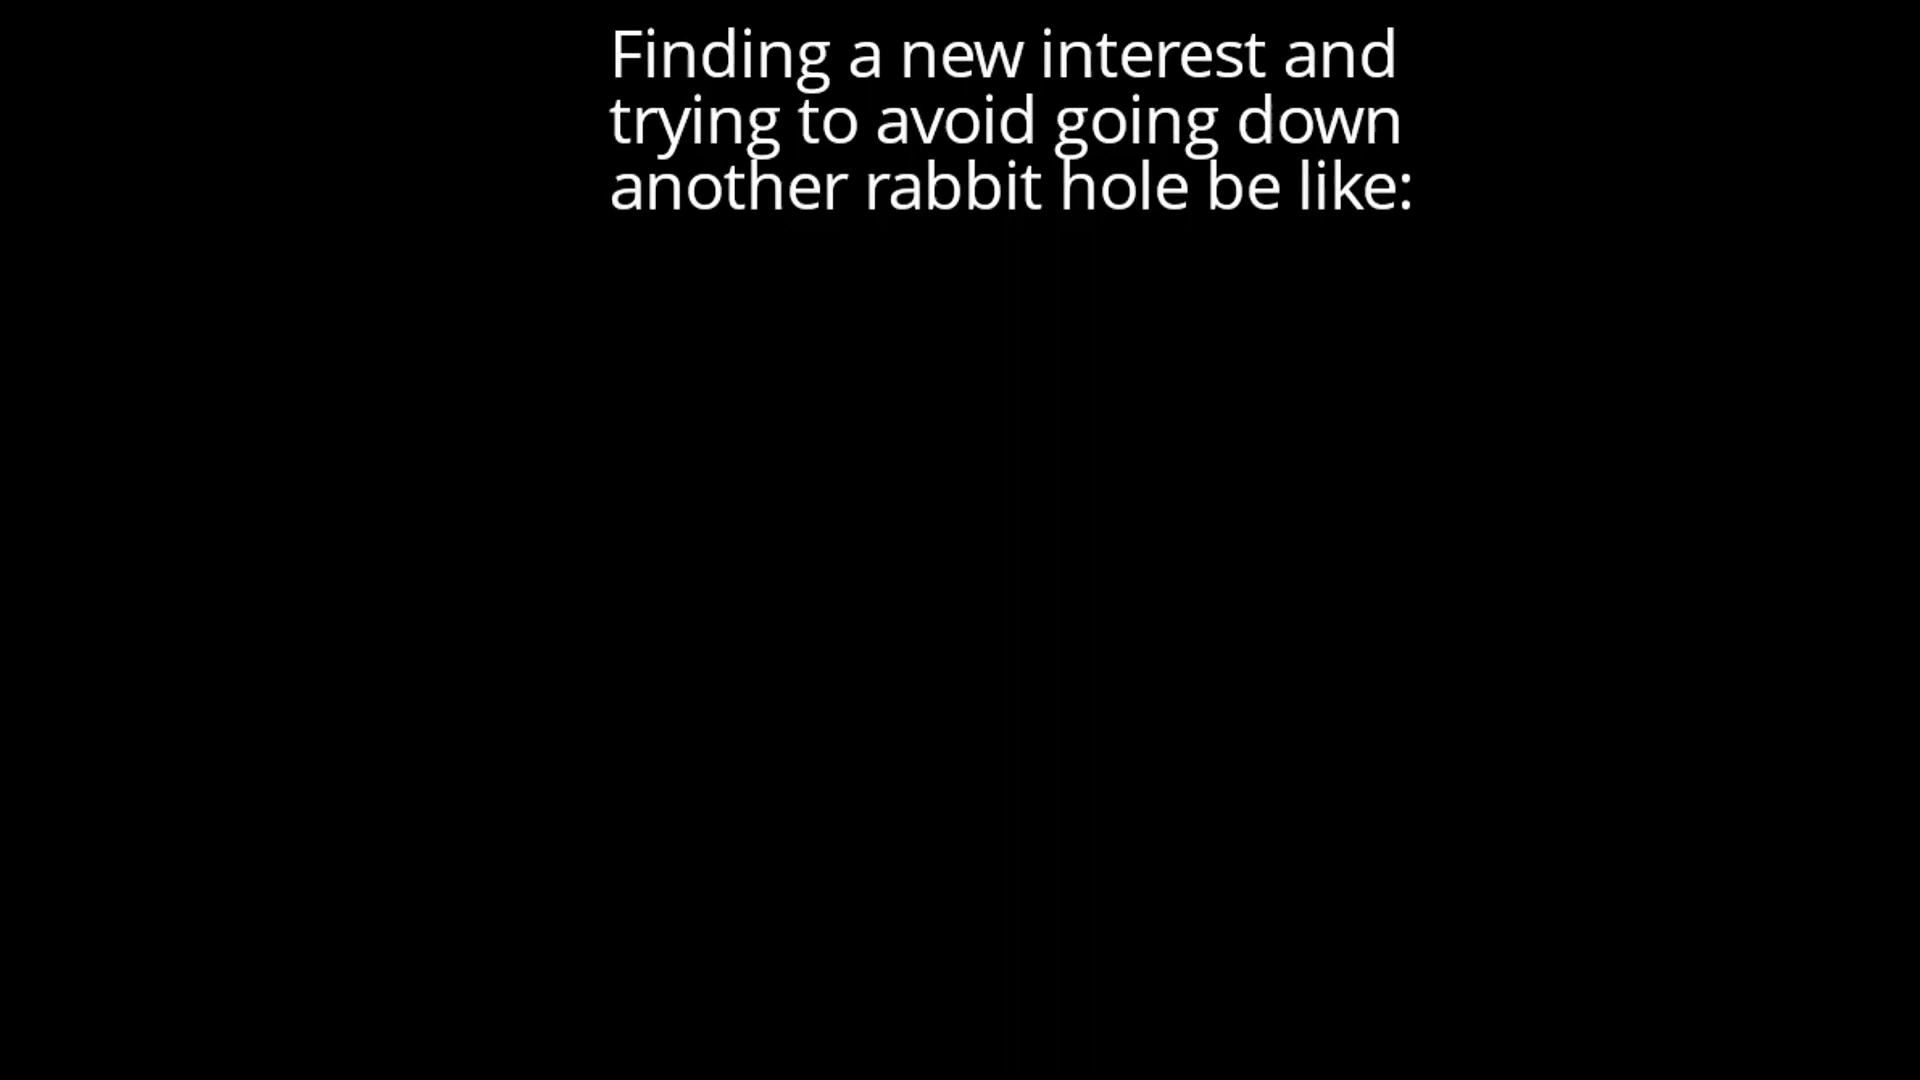 Finding a new interest and
trying to avoid going down
another rabbit hole be like: